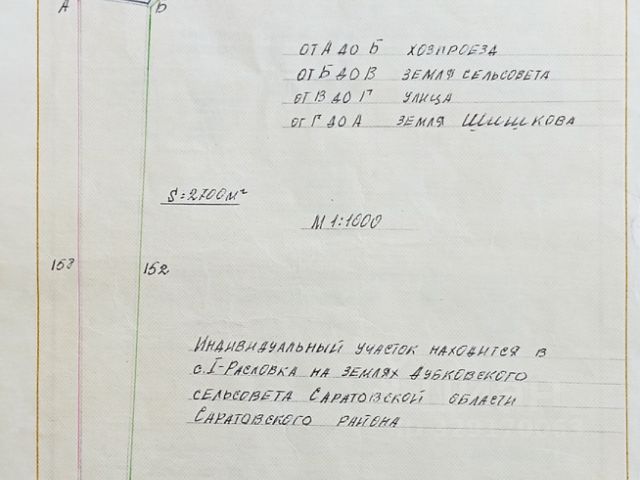 А Б
от А до Б хозпроезд
от Б до В земля сельсовета
от В до Г улица
от Г до А земля Шишкова
S=2700м²
М 1:1000
153 152
Индивидуальный участок находится в
с. I-Расловка на землях Дубковского
сельсовета Саратовской области
Саратовского района